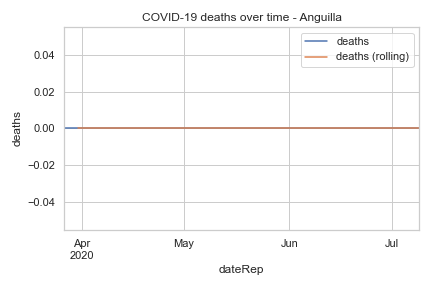 COVID-19 deaths over time - Anguilla
deaths
deaths (rolling)
0.04
0.02
0.00
−0.02
−0.04
deaths
Apr
2020
May
Jun
Jul
dateRep